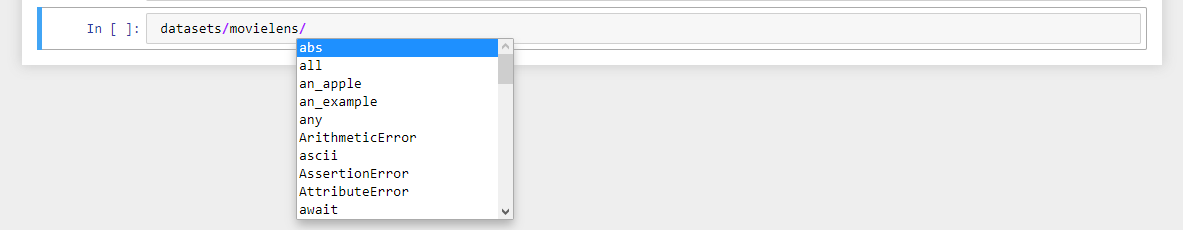 In [ ]: datasets/movielens/
abs
all
an_apple
an_example
any
ArithmeticError
ascii
AssertionError
AttributeError
await